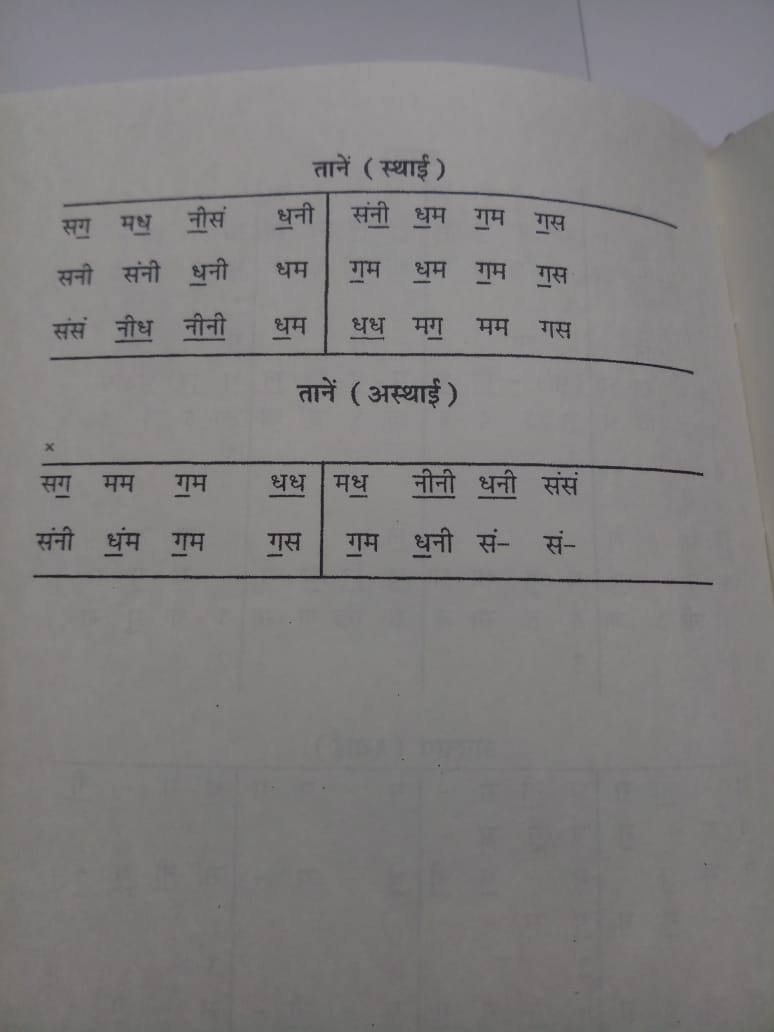 तानें ( स्थाई )
सग मध नीसं धनी संनी धम गम गस
सनी संनी धनी धम गम धम गम गस
संसं नीध नीनी धम धध मग मम गस
तानें ( अस्थाई )
×
सग मम गम धध मध नीनी धनी संसं
संनी धंम गम गस गम धनी सं– सं–